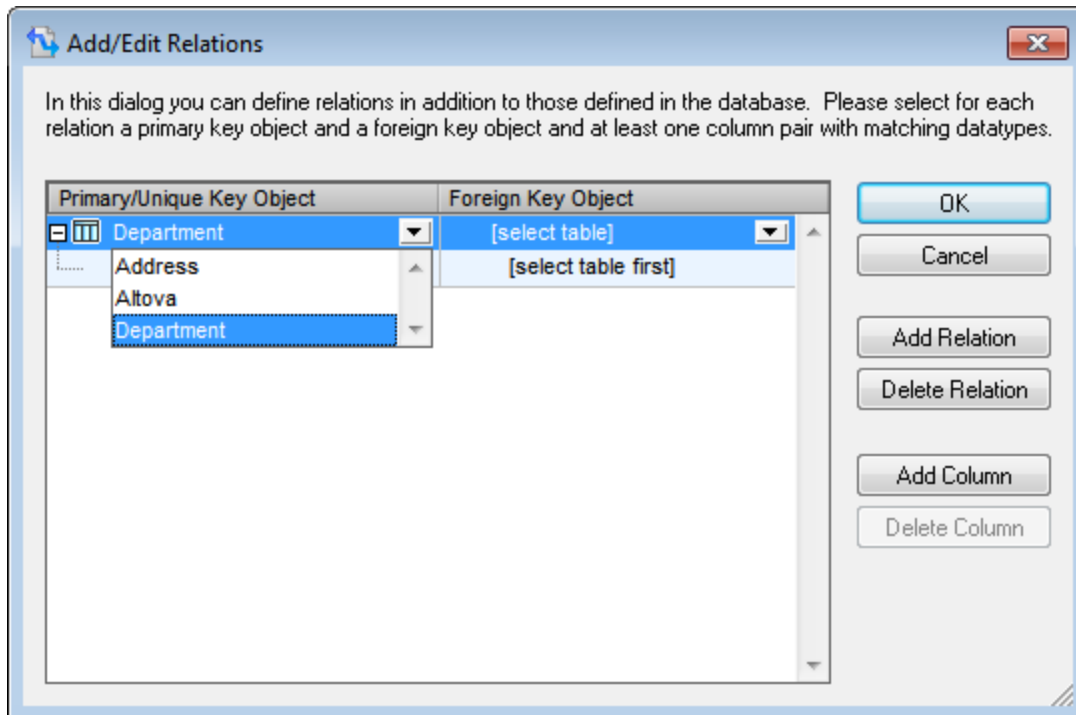 Add/Edit Relations
In this dialog you can define relations in addition to those defined in the database. Please select for each
relation a primary key object and a foreign key object and at least one column pair with matching datatypes.
Primary/Unique Key Object Foreign Key Object
Department [select table]
[select table first]
Address
Altova
Department
OK
Cancel
Add Relation
Delete Relation
Add Column
Delete Column